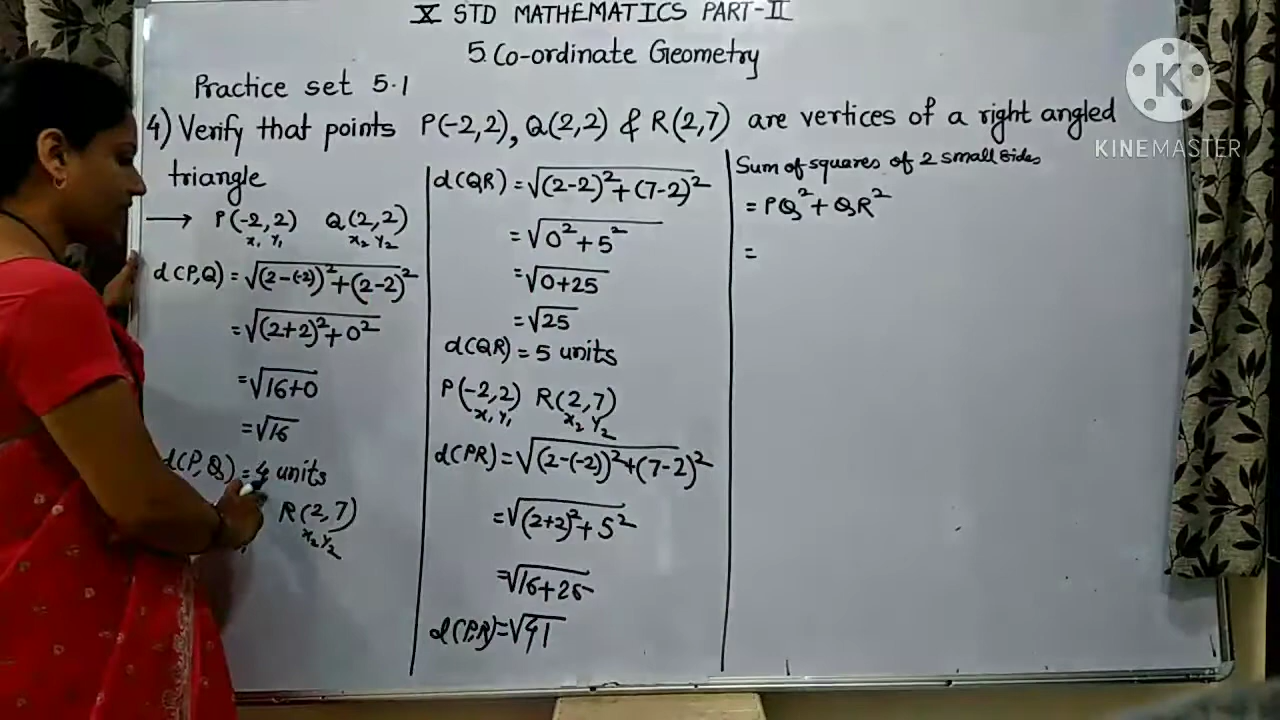 X STD MATHEMATICS PART-II
5. Co-ordinate Geometry
Practice set 5.1
4) Verify that points P(-2,2), Q(2,2) & R(2,7) are vertices of a right angled
triangle
→ P(-2,2) Q(2,2)
x₁ y₁ x₂ y₂
d(P,Q) = √(2-(-2))²+(2-2)²
= √(2+2)²+0²
= √16+0
= √16
d(P,Q) = 4 units
R(2,7)
x₂ y₂
d(QR) = √(2-2)²+(7-2)²
= √0²+5²
= √0+25
= √25
d(QR) = 5 units
P(-2,2) R(2,7)
x₁ y₁ x₂ y₂
d(PR) = √(2-(-2))²+(7-2)²
= √(2+2)²+5²
= √16+25
d(PR) = √41
Sum of squares of 2 small sides
= PQ²+QR²
=
K
KINEMASTER